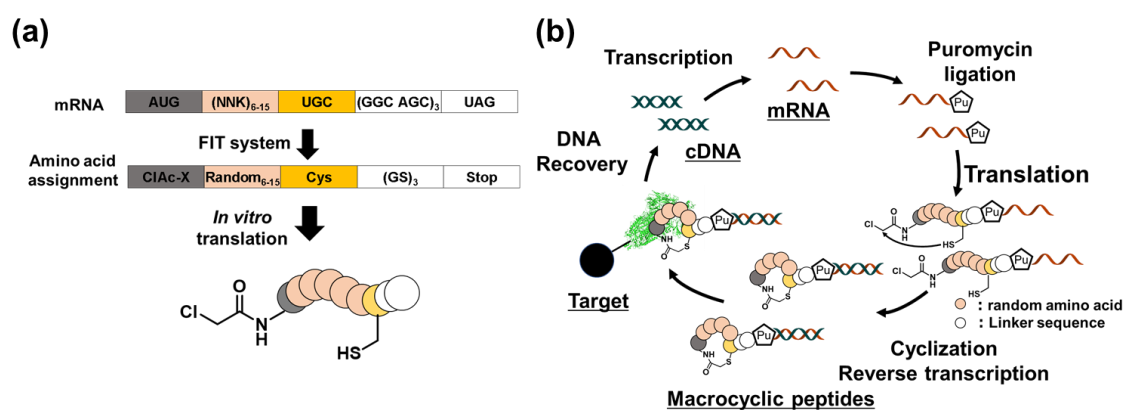 (a)
mRNA
AUG (NNK)6-15 UGC (GGC AGC)3 UAG
FIT system
Amino acid
assignment
ClAc-X Random6-15 Cys (GS)3 Stop
In vitro
translation
Cl
O
N
H
HS
(b)
Transcription
mRNA
Puromycin
ligation
Pu
Pu
Translation
Pu
Cl
O
N
H
HS
Pu
Cl
O
N
H
HS
: random amino acid
: Linker sequence
Cyclization
Reverse transcription
Pu
NH
S
O
Pu
NH
S
O
Macrocyclic peptides
Target
Pu
NH
S
O
DNA
Recovery
cDNA